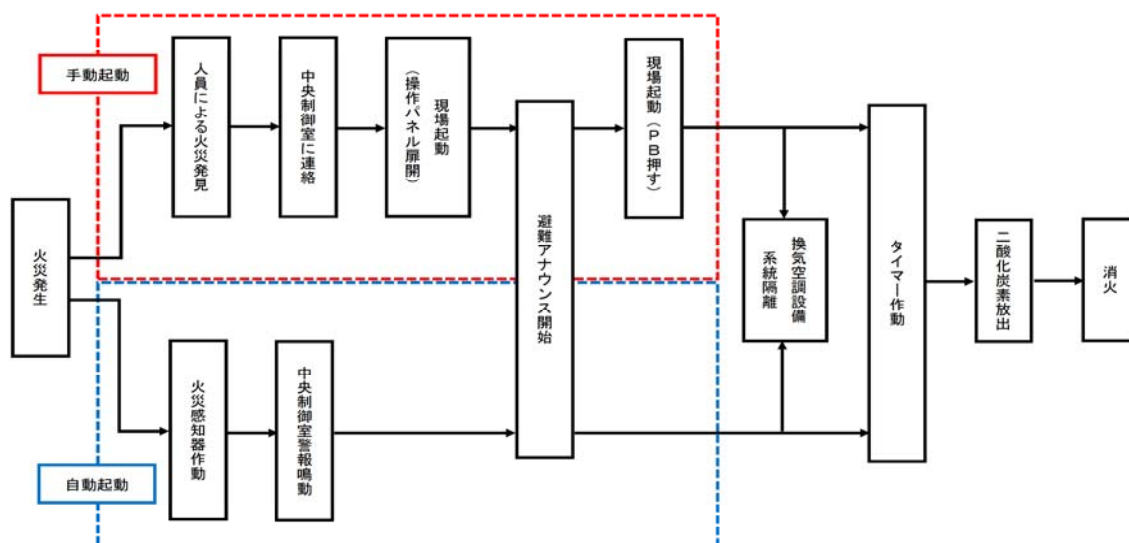 手動起動
人員による火災発見
中央制御室に連絡
現場起動
(操作パネル扉開)
避難アナウンス開始
現場起動(PB押す)
火災発生
換気空調設備
系統隔離
タイマー作動
二酸化炭素放出
消火
火災感知器作動
中央制御室警報鳴動
自動起動